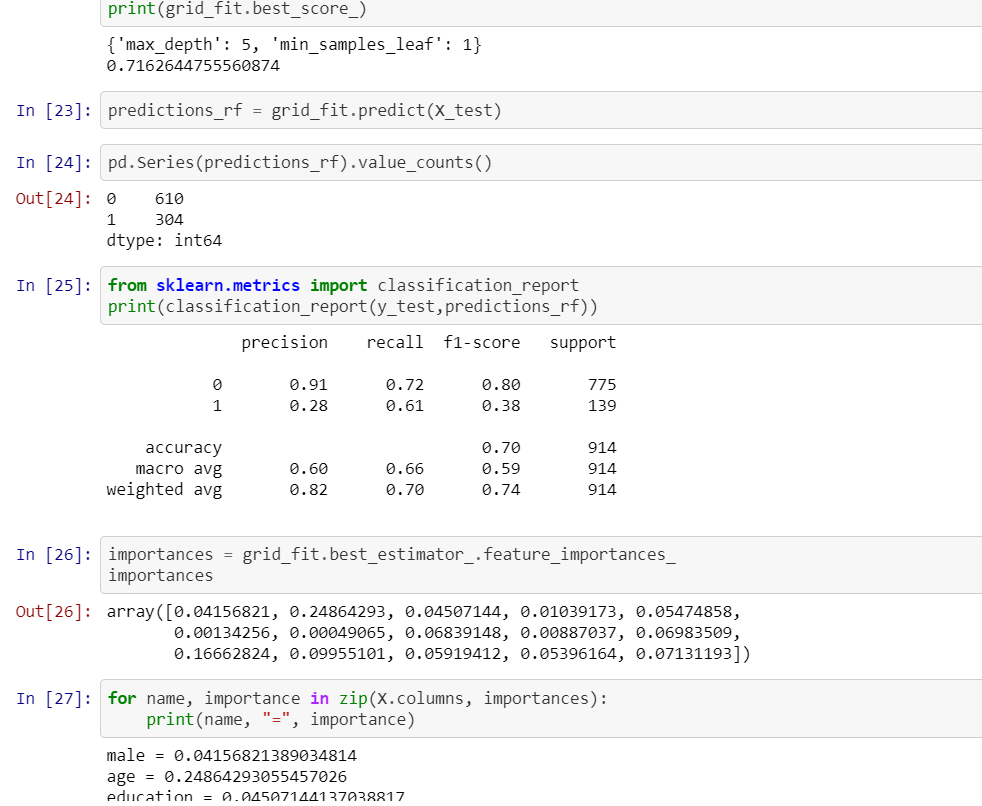 print(grid_fit.best_score_)
{'max_depth': 5, 'min_samples_leaf': 1}
0.7162644755560874
In [23]: predictions_rf = grid_fit.predict(X_test)
In [24]: pd.Series(predictions_rf).value_counts()
Out[24]: 0    610
1    304
dtype: int64
In [25]: from sklearn.metrics import classification_report
print(classification_report(y_test,predictions_rf))
precision    recall  f1-score   support
0       0.91      0.72      0.80       775
1       0.28      0.61      0.38       139
accuracy                           0.70       914
macro avg       0.60      0.66      0.59       914
weighted avg       0.82      0.70      0.74       914
In [26]: importances = grid_fit.best_estimator_.feature_importances_
importances
Out[26]: array([0.04156821, 0.24864293, 0.04507144, 0.01039173, 0.05474858,
0.00134256, 0.00049065, 0.06839148, 0.00887037, 0.06983509,
0.16662824, 0.09955101, 0.05919412, 0.05396164, 0.07131193])
In [27]: for name, importance in zip(X.columns, importances):
print(name, "=", importance)
male = 0.04156821389034814
age = 0.24864293055457026
education = 0.04507144137038817